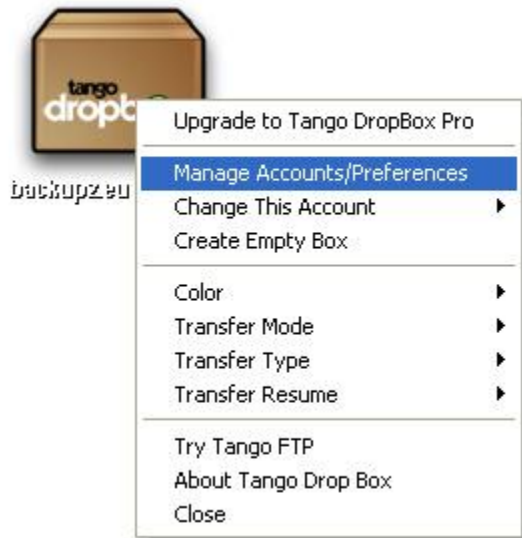 tango
dropb
backupz.eu
Upgrade to Tango DropBox Pro
Manage Accounts/Preferences
Change This Account
Create Empty Box
Color
Transfer Mode
Transfer Type
Transfer Resume
Try Tango FTP
About Tango Drop Box
Close